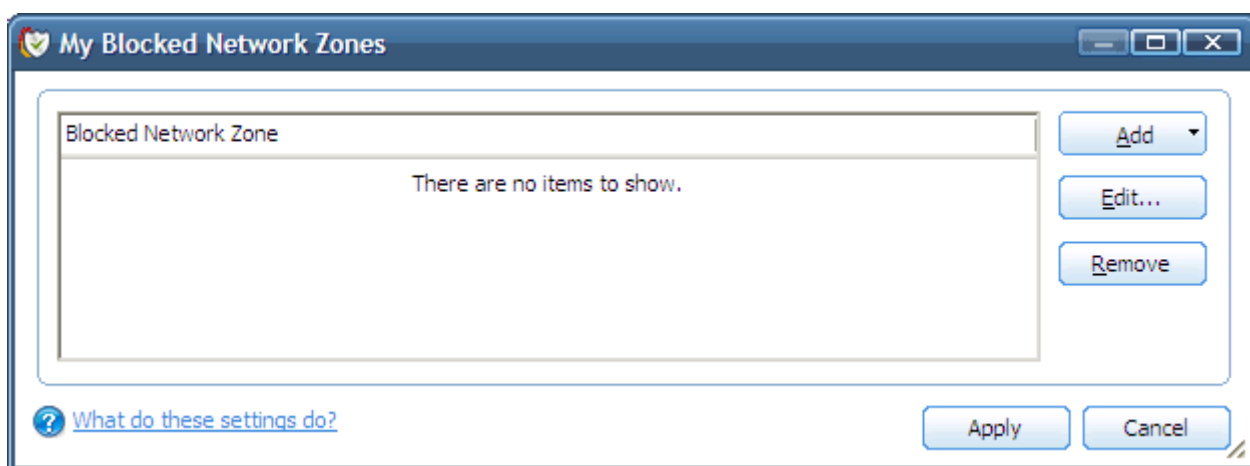 My Blocked Network Zones
Blocked Network Zone
There are no items to show.
Add
Edit...
Remove
What do these settings do?
Apply
Cancel